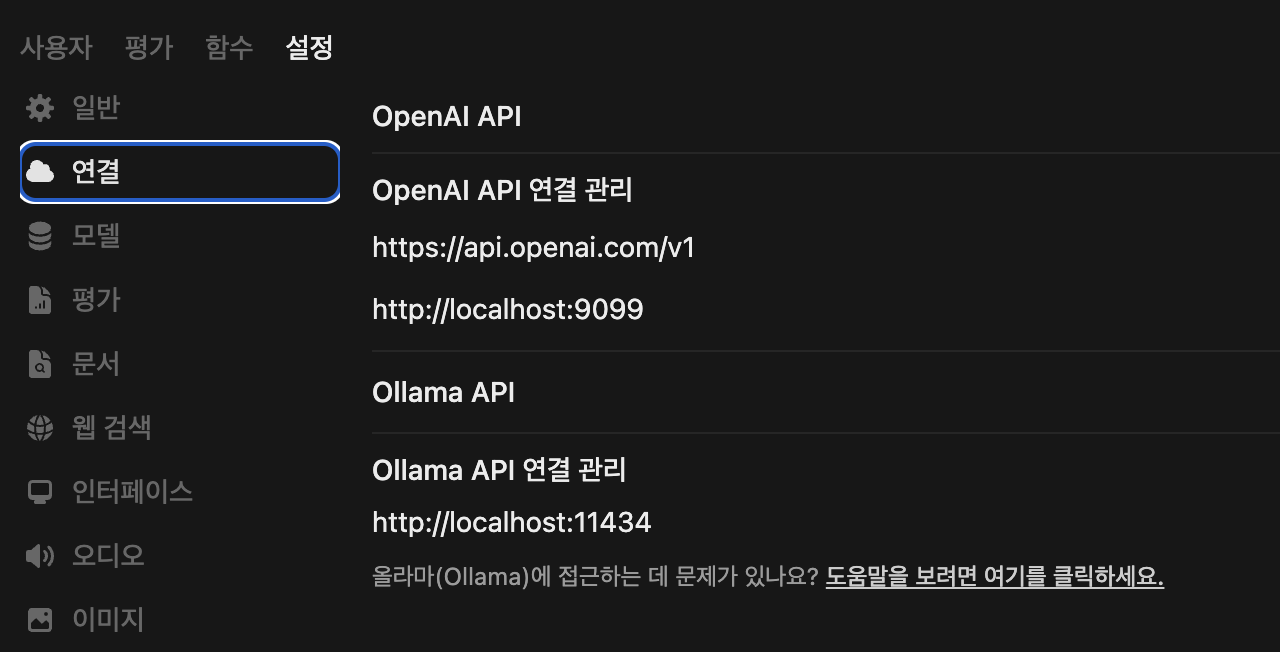 사용자 평가 함수 설정
일반
연결
모델
평가
문서
웹 검색
인터페이스
오디오
이미지
OpenAI API
OpenAI API 연결 관리
https://api.openai.com/v1
http://localhost:9099
Ollama API
Ollama API 연결 관리
http://localhost:11434
올라마(Ollama)에 접근하는 데 문제가 있나요? 도움말을 보려면 여기를 클릭하세요.